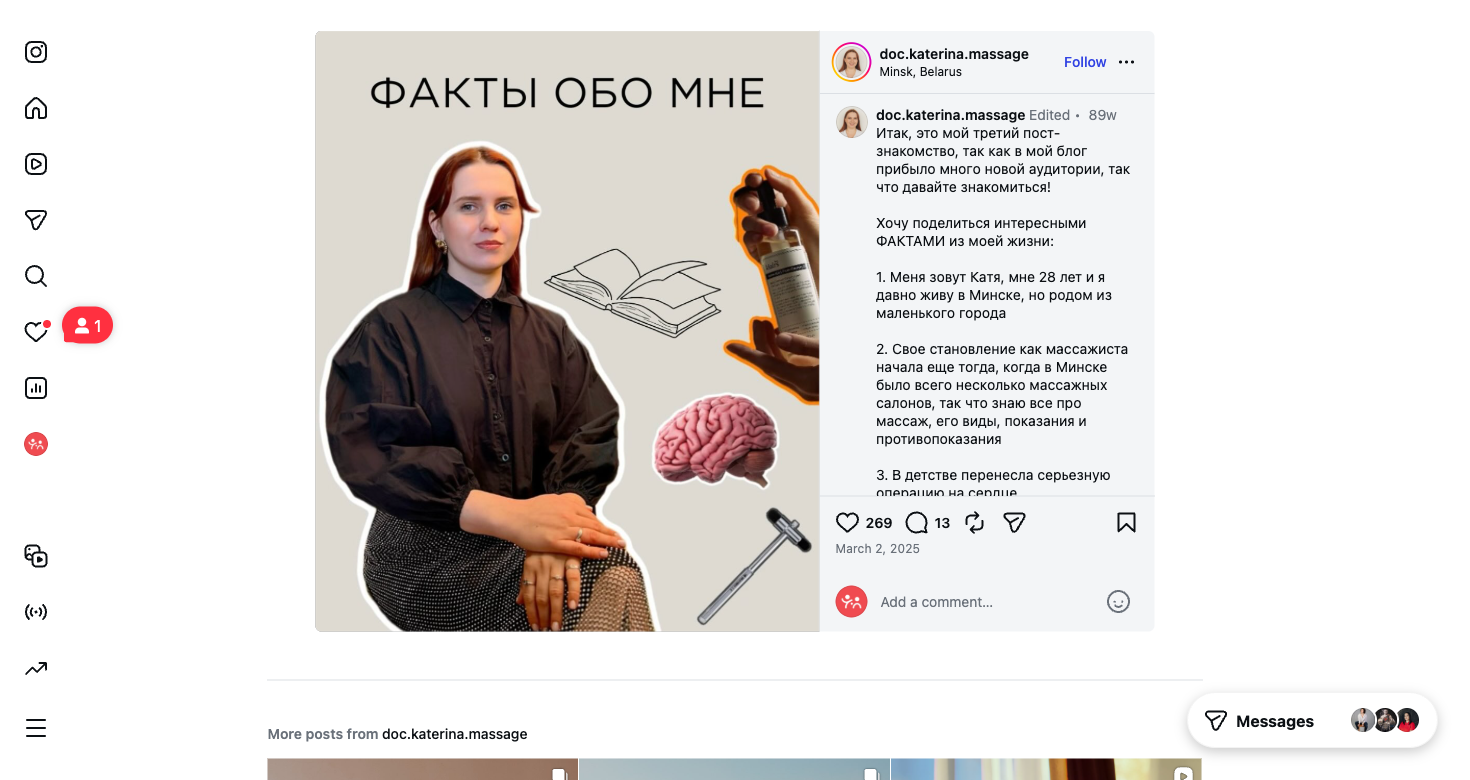 ФАКТЫ ОБО МНЕ
doc.katerina.massage
Minsk, Belarus
Follow
doc.katerina.massage Edited • 89w
Итак, это мой третий пост-
знакомство, так как в мой блог
прибыло много новой аудитории, так
что давайте знакомиться!
Хочу поделиться интересными
ФАКТАМИ из моей жизни:
1. Меня зовут Катя, мне 28 лет и я
давно живу в Минске, но родом из
маленького города
2. Свое становление как массажиста
начала еще тогда, когда в Минске
было всего несколько массажных
салонов, так что знаю все про
массаж, его виды, показания и
противопоказания
3. В детстве перенесла серьезную
операцию на сердце
269
13
March 2, 2025
Add a comment...
1
More posts from doc.katerina.massage
Messages